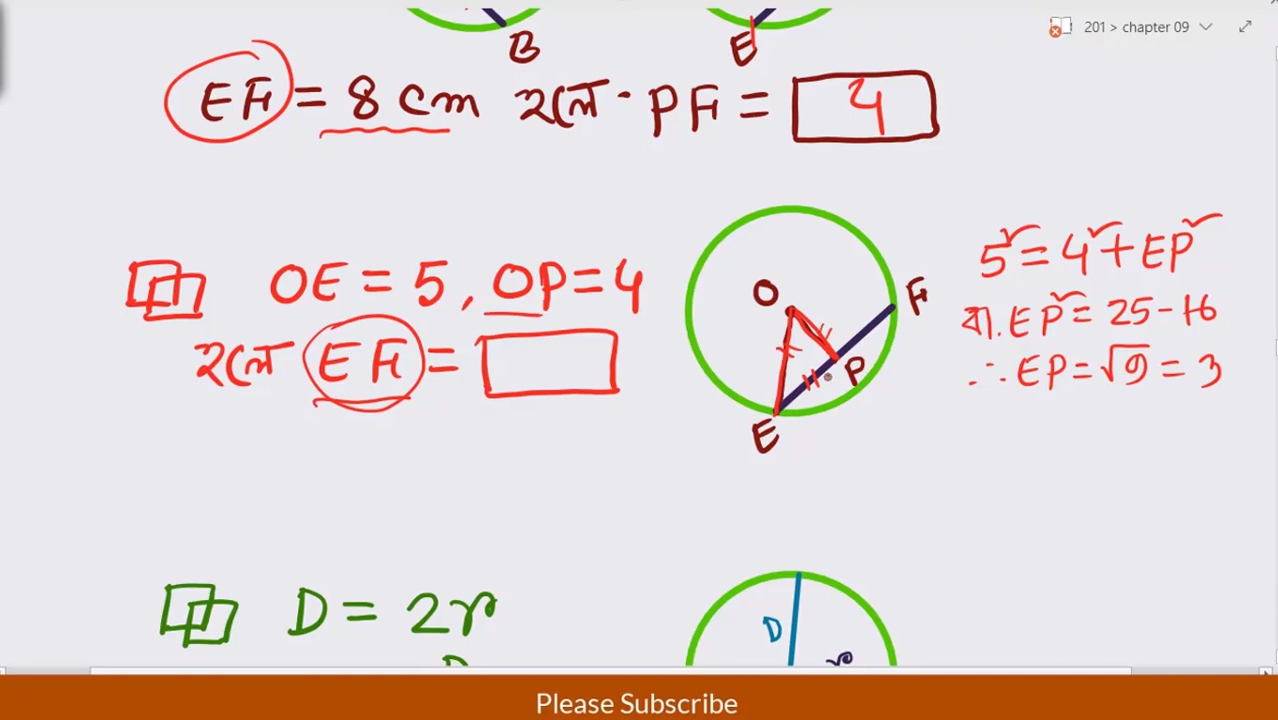 201 > chapter 09
B
E
EF = 8 cm হলে PF = 4
OE = 5, OP = 4
হলে EF =
O
F
P
E
5² = 4² + EP²
বা, EP² = 25 - 16
∴ EP = √9 = 3
D = 2r
D
D
r
Please Subscribe